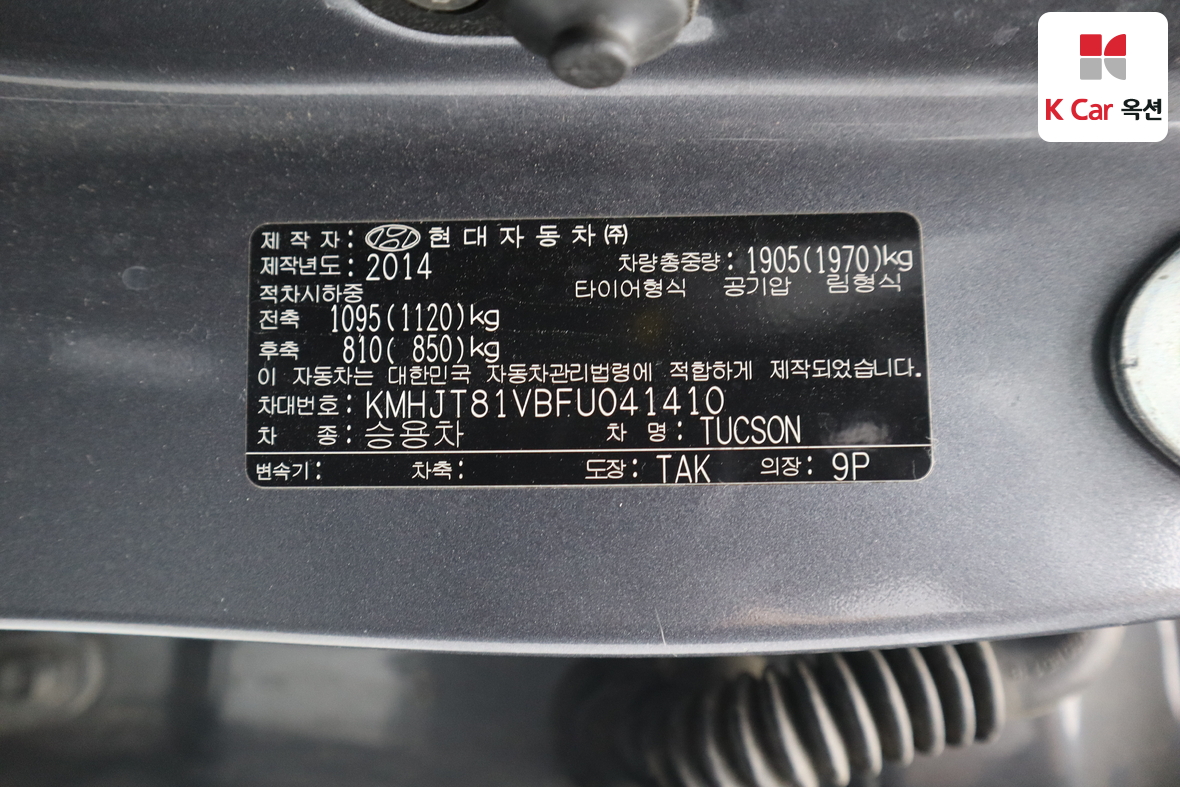 K Car 옥션
제 작 자 : 현 대 자 동 차 ㈜
제작년도 : 2014 차량총중량 : 1905(1970)kg
적차시하중 타이어형식 공기압 림형식
전축 1095(1120)kg
후축 810( 850)kg
이 자동차는 대한민국 자동차관리법령에 적합하게 제작되었습니다.
차대번호 : KMHJT81VBFU041410
차 종 : 승용차 차 명 : TUCSON
변속기 : 차축 : 도장 : TAK 의장 : 9P